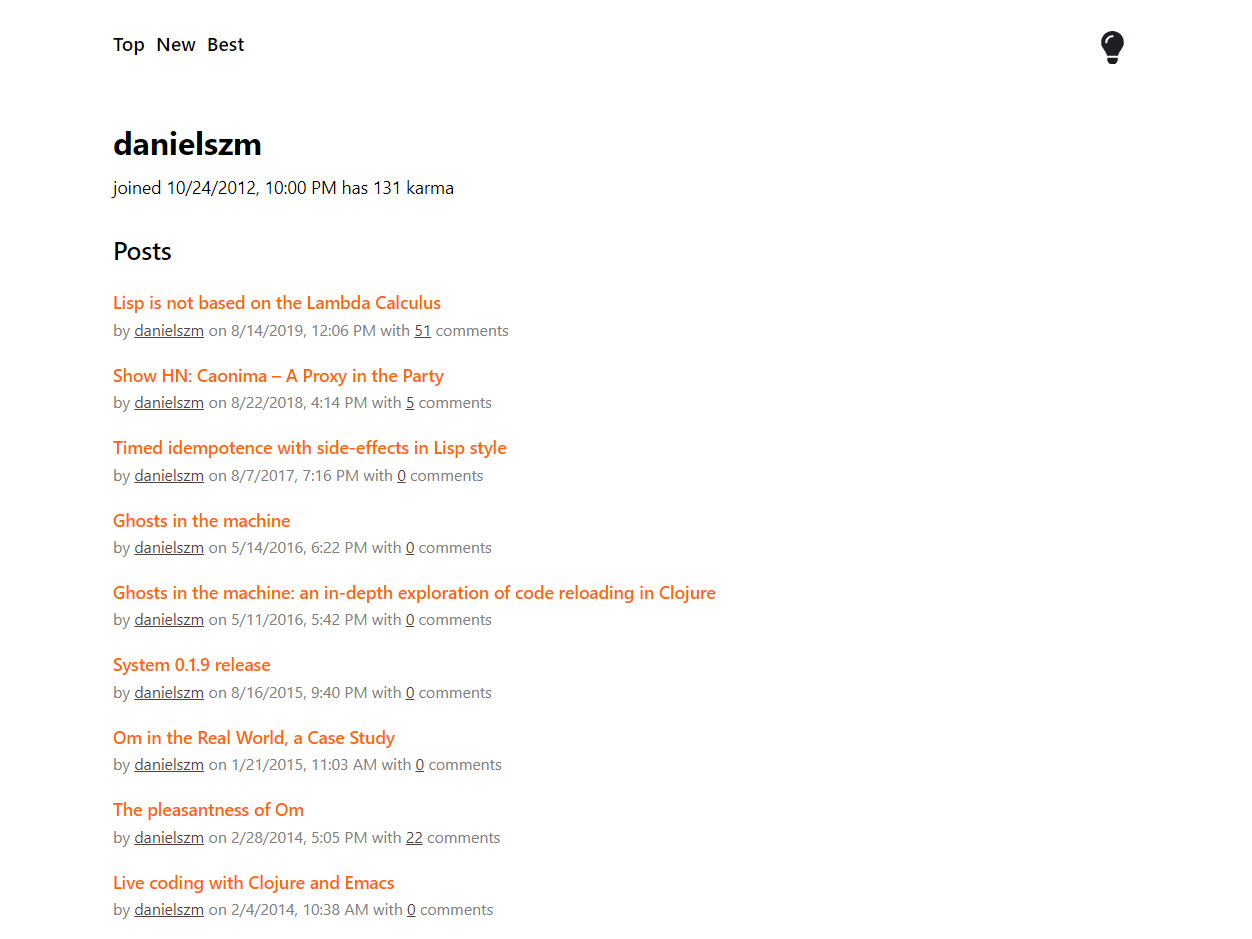 Top New Best
danielszm
joined 10/24/2012, 10:00 PM has 131 karma
Posts
Lisp is not based on the Lambda Calculus
by danielszm on 8/14/2019, 12:06 PM with 51 comments
Show HN: Caonima – A Proxy in the Party
by danielszm on 8/22/2018, 4:14 PM with 5 comments
Timed idempotence with side-effects in Lisp style
by danielszm on 8/7/2017, 7:16 PM with 0 comments
Ghosts in the machine
by danielszm on 5/14/2016, 6:22 PM with 0 comments
Ghosts in the machine: an in-depth exploration of code reloading in Clojure
by danielszm on 5/11/2016, 5:42 PM with 0 comments
System 0.1.9 release
by danielszm on 8/16/2015, 9:40 PM with 0 comments
Om in the Real World, a Case Study
by danielszm on 1/21/2015, 11:03 AM with 0 comments
The pleasantness of Om
by danielszm on 2/28/2014, 5:05 PM with 22 comments
Live coding with Clojure and Emacs
by danielszm on 2/4/2014, 10:38 AM with 0 comments